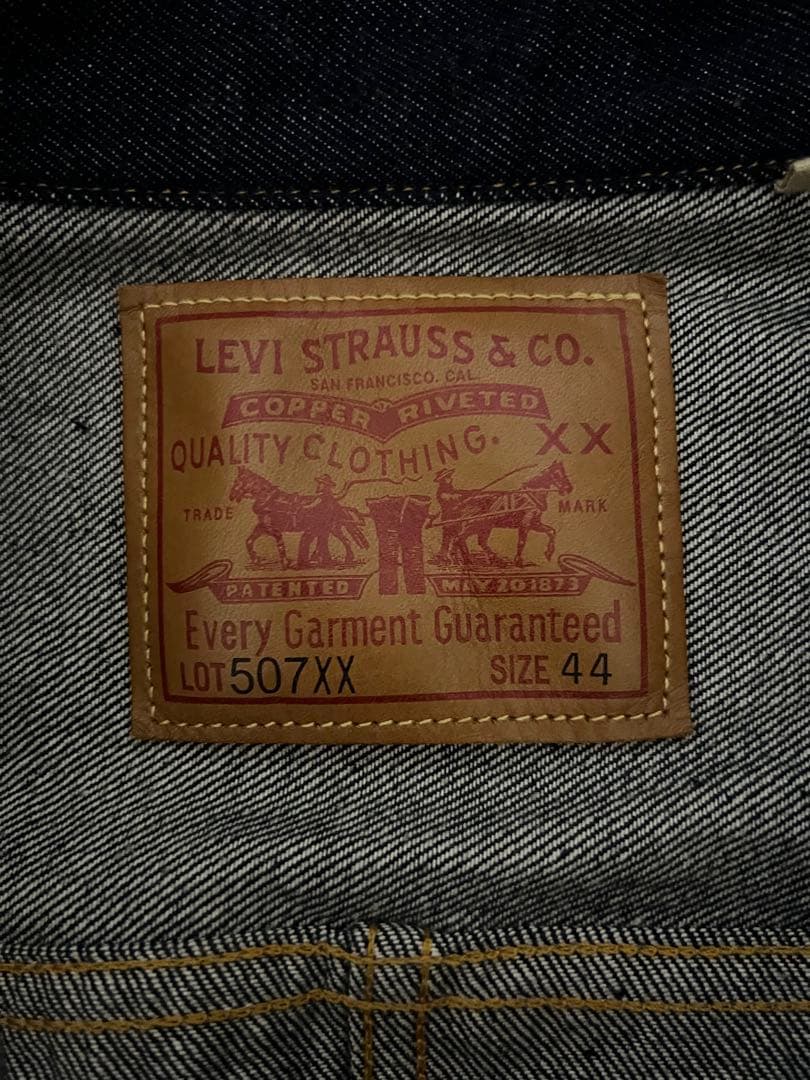 LEVI STRAUSS & CO.
SAN FRANCISCO. CAL.
COPPER RIVETED
QUALITY CLOTHING. XX
TRADE MARK
PATENTED MAY 20 1873
Every Garment Guaranteed
LOT 507XX SIZE 44